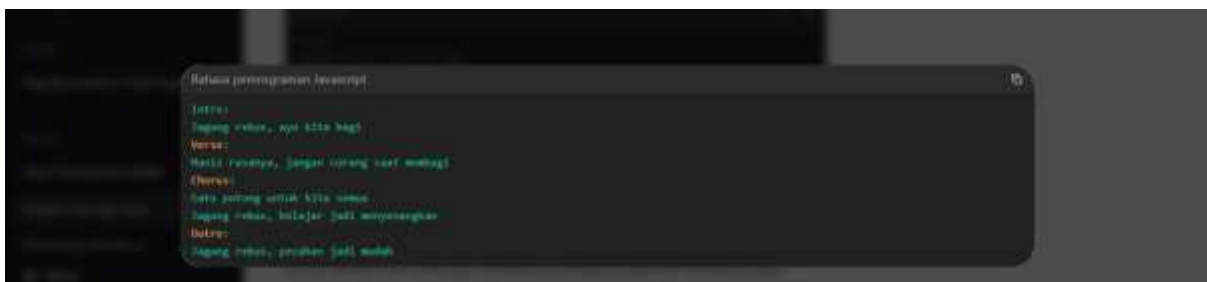 Bahasa pemrograman Javascript
Intro:
Jagung rebus, ayo kita bagi
Verse:
Manis rasanya, jangan curang saat membagi
Chorus:
Satu potong untuk kita semua
Jagung rebus, belajar jadi menyenangkan
Outro:
Jagung rebus, pecahan jadi mudah